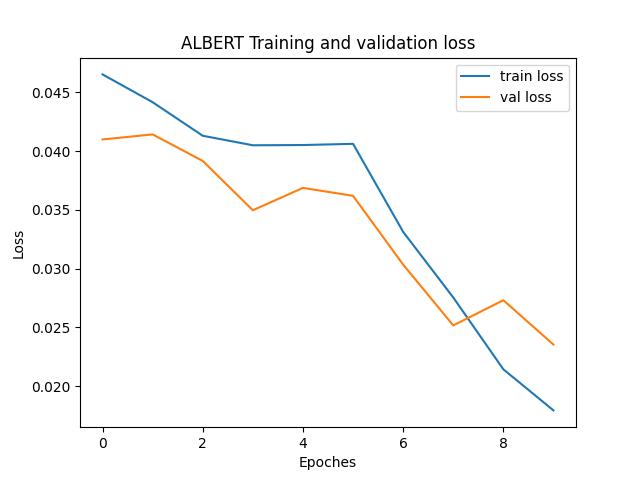 ALBERT Training and validation loss
train loss
val loss
0.045
0.040
0.035
0.030
0.025
0.020
Loss
0 2 4 6 8
Epoches